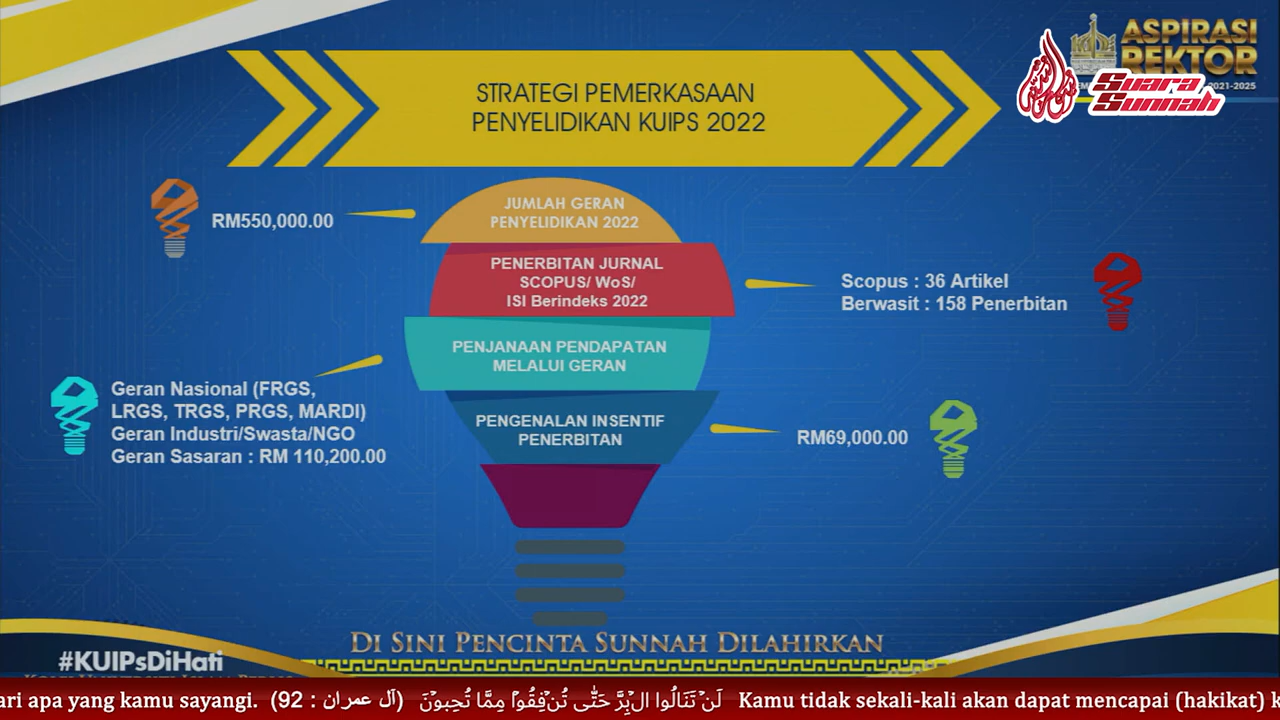 ASPIRASI
REKTOR
2021-2025
Suara
Sunnah
STRATEGI PEMERKASAAN
PENYELIDIKAN KUIPS 2022
RM550,000.00
JUMLAH GERAN
PENYELIDIKAN 2022
PENERBITAN JURNAL
SCOPUS/ WoS/
ISI Berindeks 2022
Scopus : 36 Artikel
Berwasit : 158 Penerbitan
PENJANAAN PENDAPATAN
MELALUI GERAN
Geran Nasional (FRGS,
LRGS, TRGS, PRGS, MARDI)
Geran Industri/Swasta/NGO
Geran Sasaran : RM 110,200.00
PENGENALAN INSENTIF
PENERBITAN
RM69,000.00
DI SINI PENCINTA SUNNAH DILAHIRKAN
#KUIPsDiHati
ari apa yang kamu sayangi. (آل عمران : 92) لَنْ تَنَالُوا الْبِرَّ حَتَّى تُنْفِقُوا مِمَّا تُحِبُّونَ Kamu tidak sekali-kali akan dapat mencapai (hakikat) k